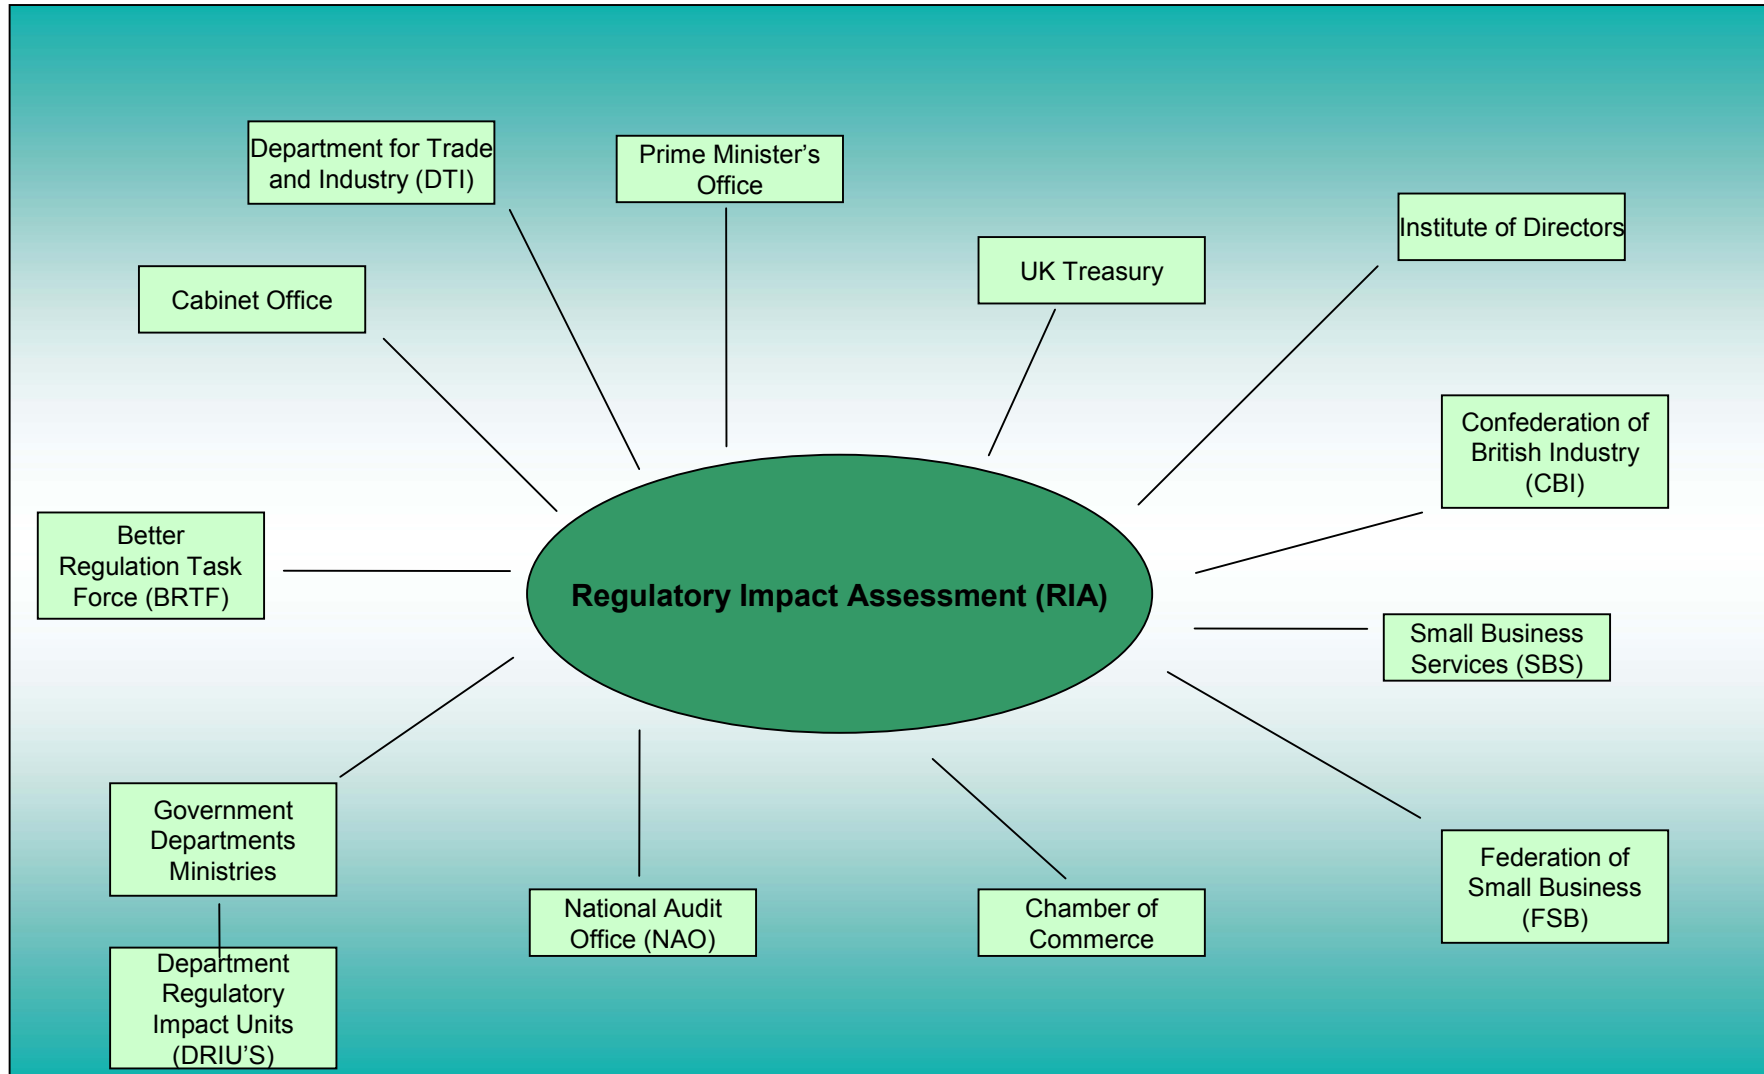 Department for Trade
and Industry (DTI)
Prime Minister’s
Office
Institute of Directors
UK Treasury
Cabinet Office
Confederation of
British Industry
(CBI)
Better
Regulation Task
Force (BRTF)
Regulatory Impact Assessment (RIA)
Small Business
Services (SBS)
Government
Departments
Ministries
National Audit
Office (NAO)
Chamber of
Commerce
Federation of
Small Business
(FSB)
Department
Regulatory
Impact Units
(DRIU’S)